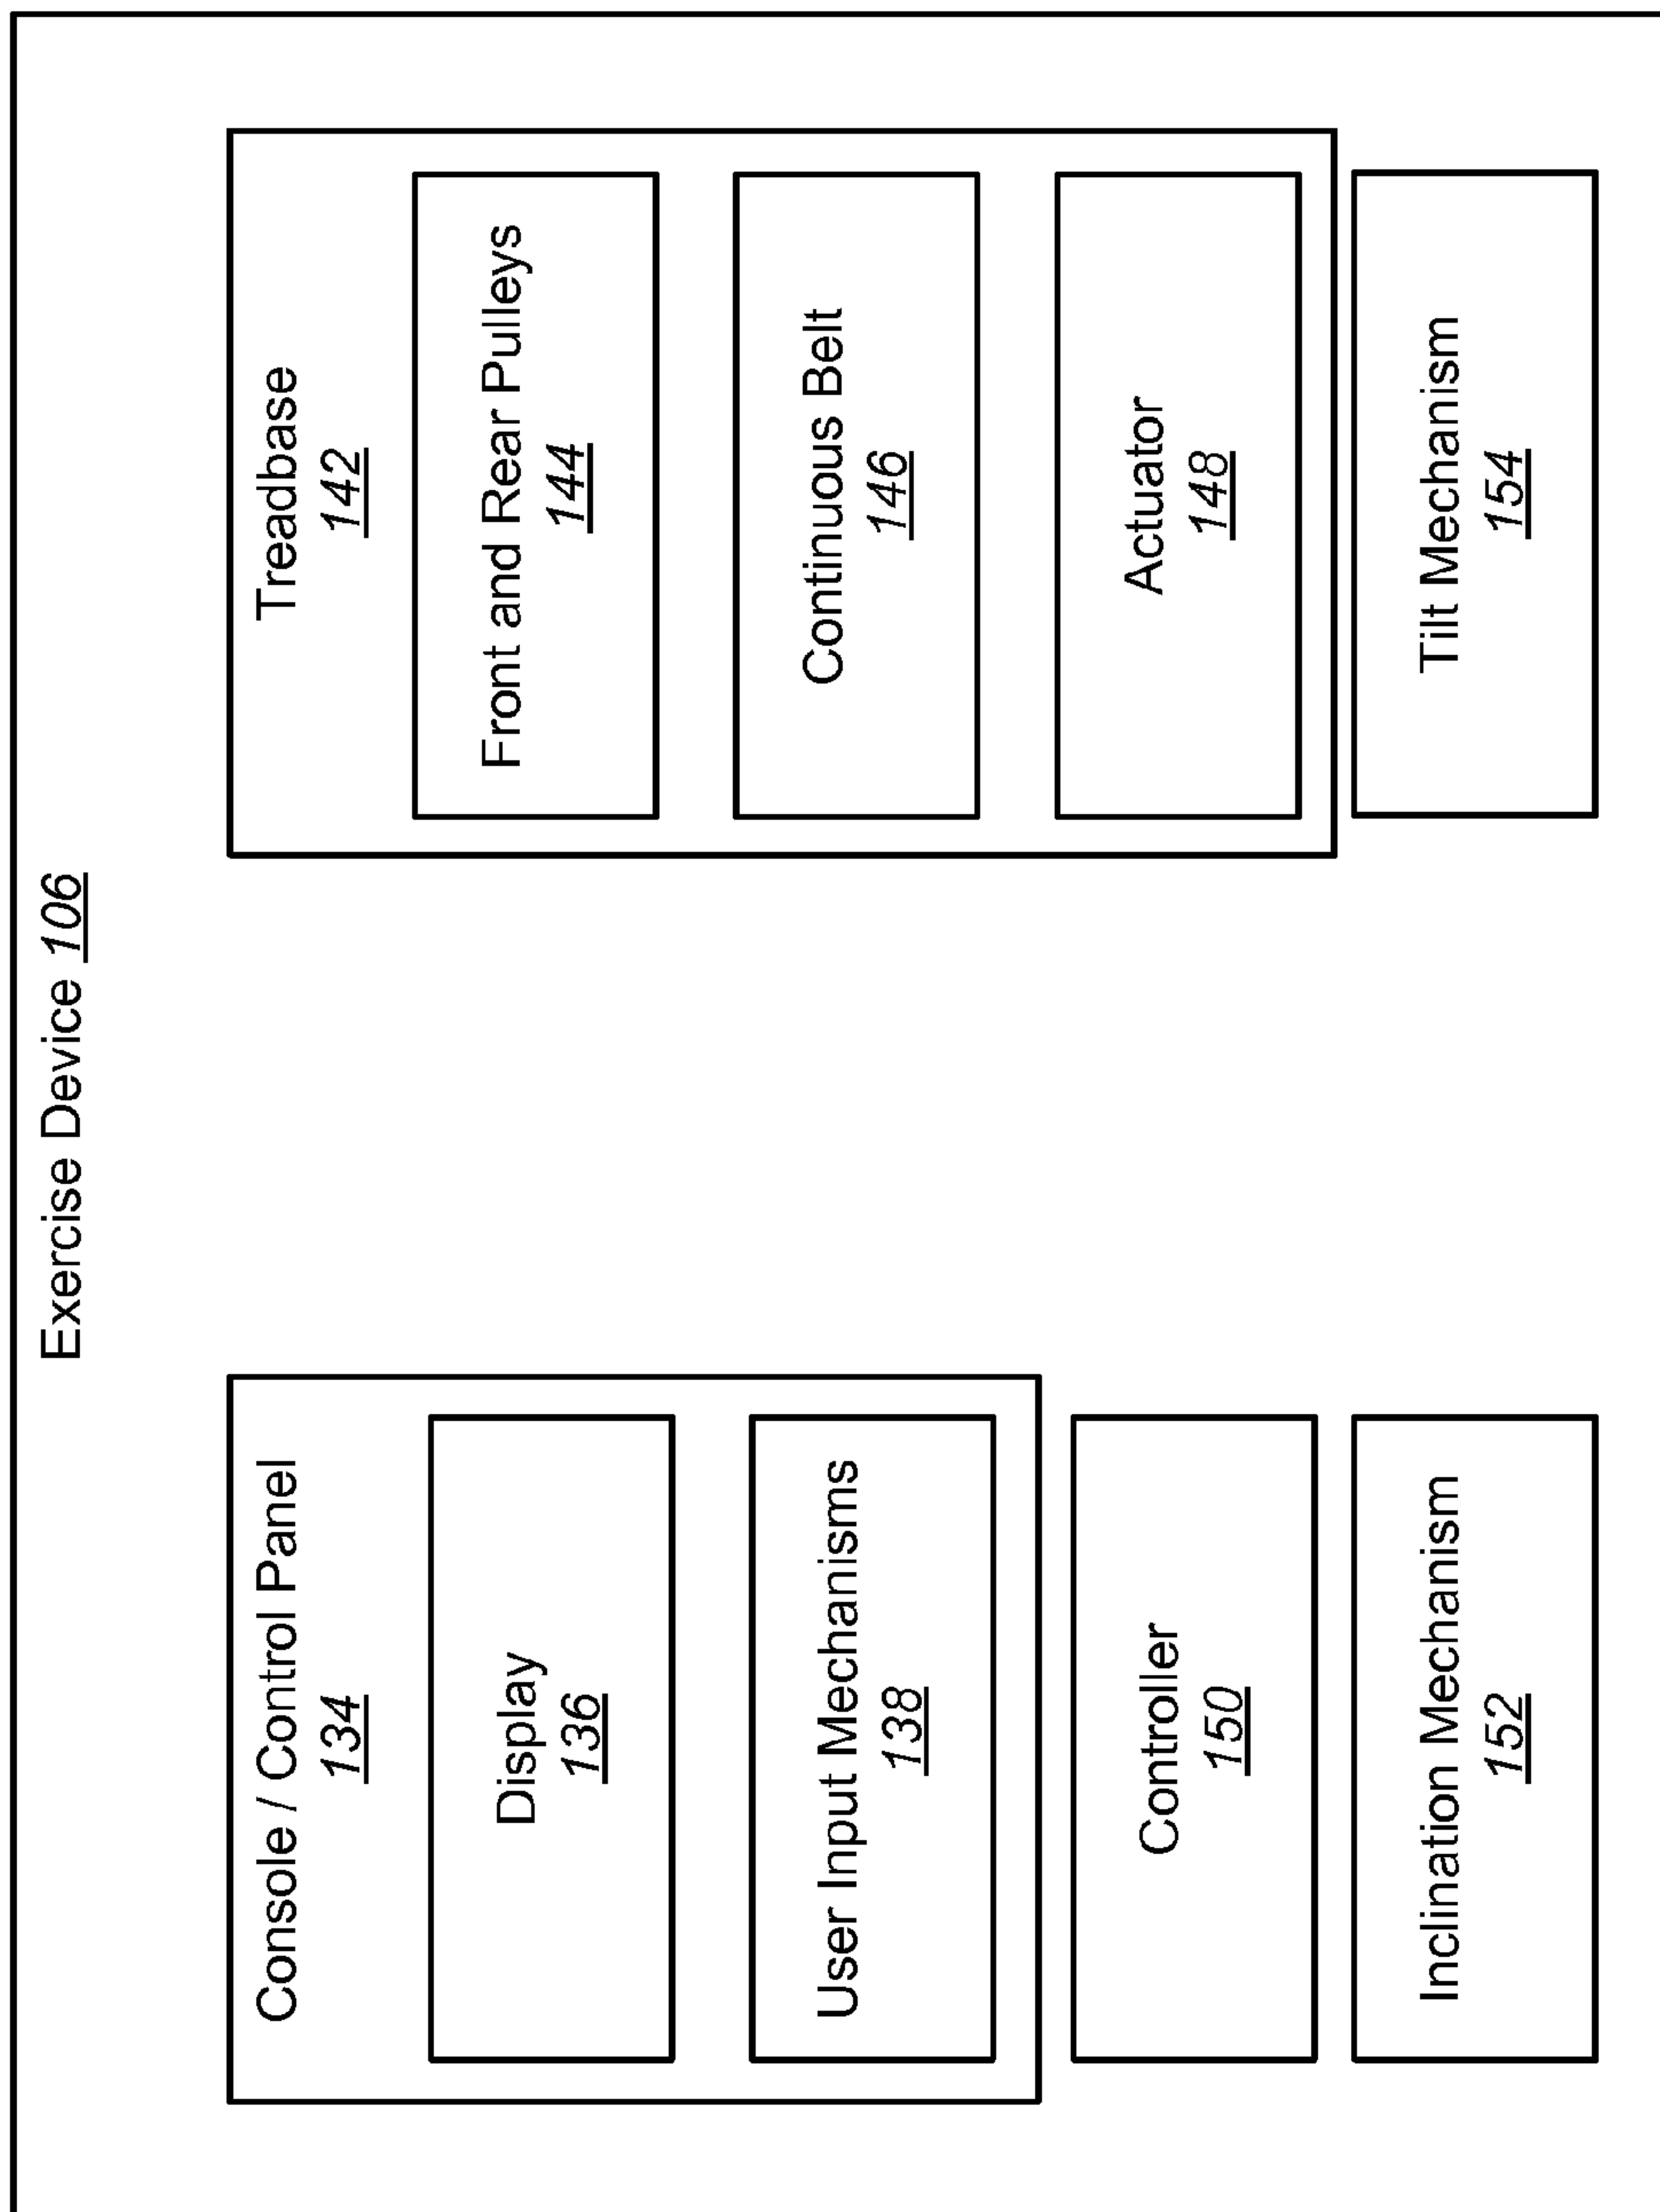 Exercise Device 106
Console / Control Panel
134
Display
136
User Input Mechanisms
138
Controller
150
Inclination Mechanism
152
Treadbase
142
Front and Rear Pulleys
144
Continuous Belt
146
Actuator
148
Tilt Mechanism
154